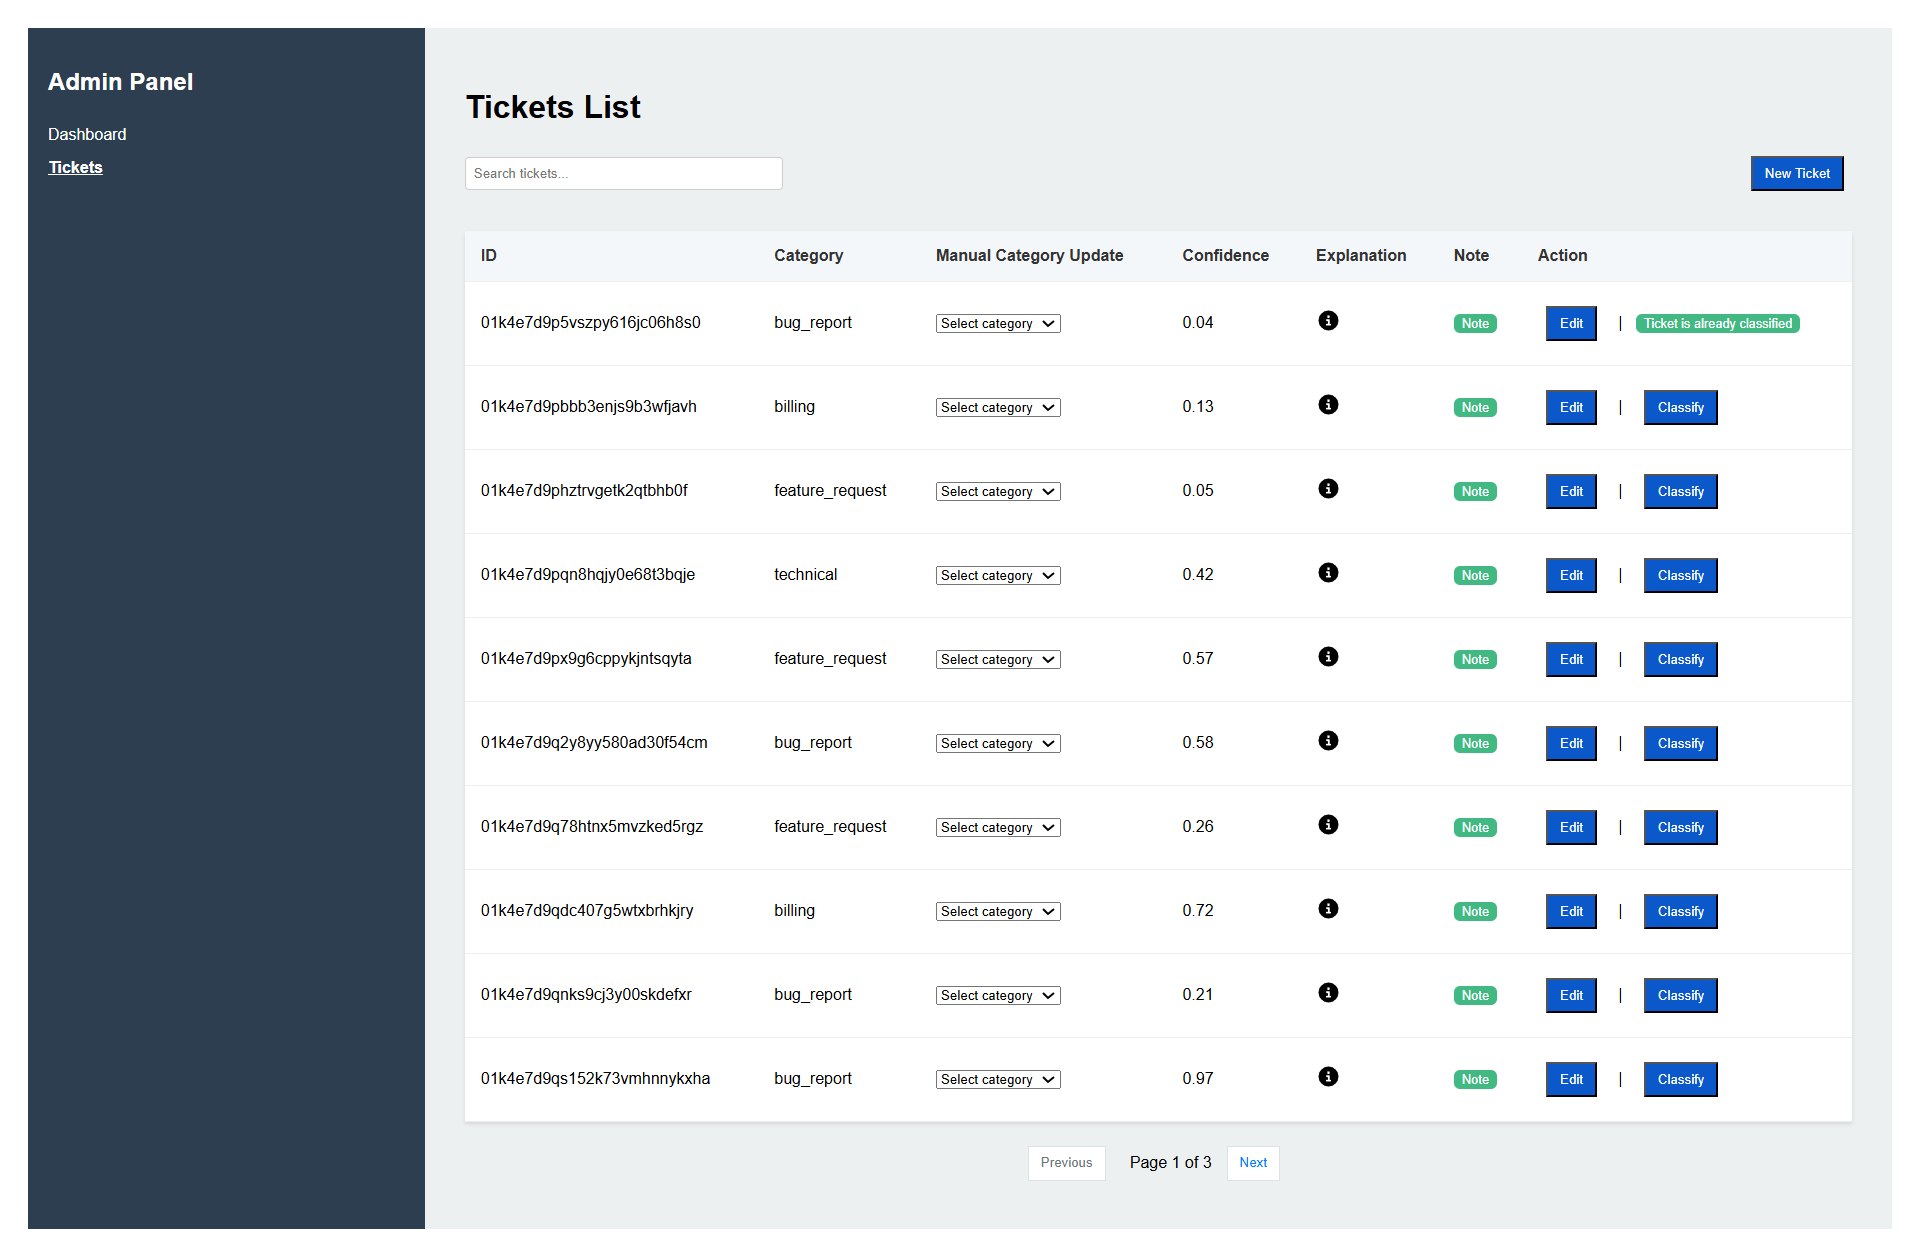 Admin Panel
Dashboard
Tickets
Tickets List
Search tickets...
New Ticket
ID Category Manual Category Update Confidence Explanation Note Action
01k4e7d9p5vszpy616jc06h8s0 bug_report Select category 0.04 Note Edit | Ticket is already classified
01k4e7d9pbbb3enjs9b3wfjavh billing Select category 0.13 Note Edit | Classify
01k4e7d9phztrvgetk2qtbhb0f feature_request Select category 0.05 Note Edit | Classify
01k4e7d9pqn8hqjy0e68t3bqje technical Select category 0.42 Note Edit | Classify
01k4e7d9px9g6cppykjntsqyta feature_request Select category 0.57 Note Edit | Classify
01k4e7d9q2y8yy580ad30f54cm bug_report Select category 0.58 Note Edit | Classify
01k4e7d9q78htnx5mvzked5rgz feature_request Select category 0.26 Note Edit | Classify
01k4e7d9qdc407g5wtxbrhkjry billing Select category 0.72 Note Edit | Classify
01k4e7d9qnks9cj3y00skdefxr bug_report Select category 0.21 Note Edit | Classify
01k4e7d9qs152k73vmhnnykxha bug_report Select category 0.97 Note Edit | Classify
Previous Page 1 of 3 Next